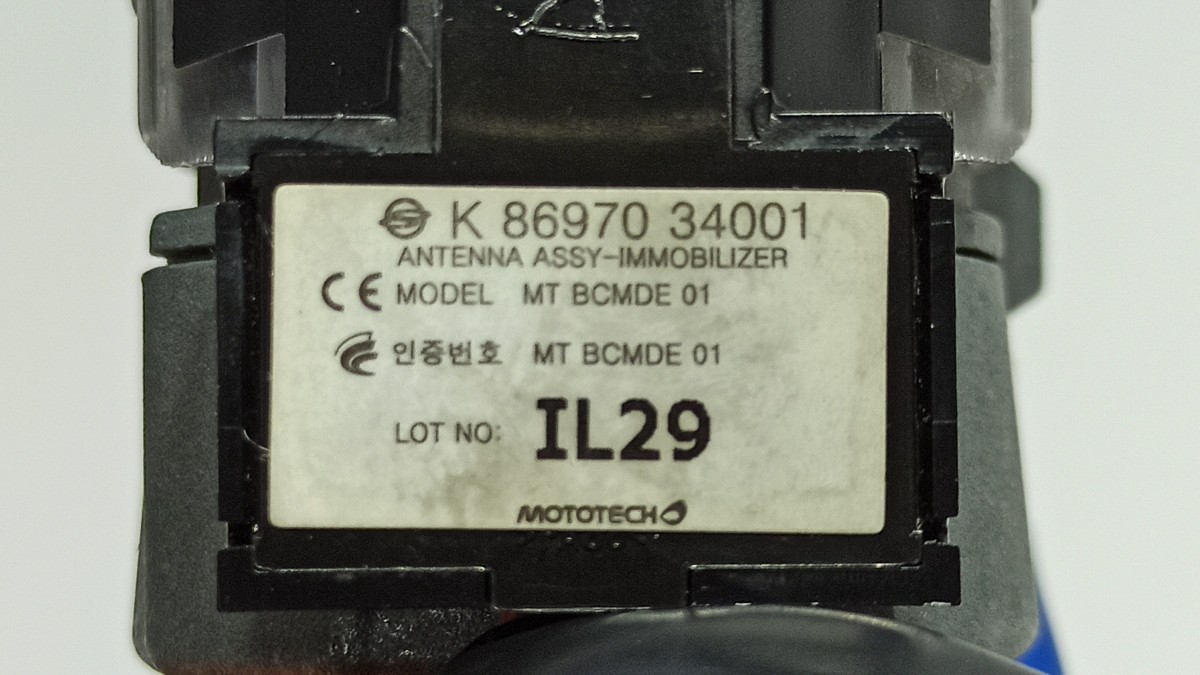 K 86970 34001
ANTENNA ASSY-IMMOBILIZER
CE MODEL MT BCMDE 01
인증번호 MT BCMDE 01
LOT NO: IL29
MOTOTECH